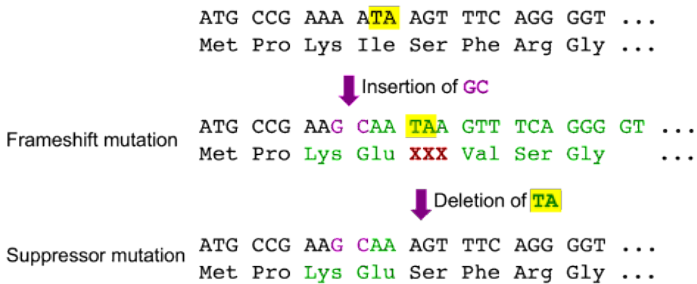 ATG CCG AAA ATA AGT TTC AGG GGT ...
Met Pro Lys Ile Ser Phe Arg Gly ...
Insertion of GC
Frameshift mutation
ATG CCG AAG CAA TAA GTT TCA GGG GT ...
Met Pro Lys Glu XXX Val Ser Gly ...
Deletion of TA
Suppressor mutation
ATG CCG AAG CAA AGT TTC AGG GGT ...
Met Pro Lys Glu Ser Phe Arg Gly ...